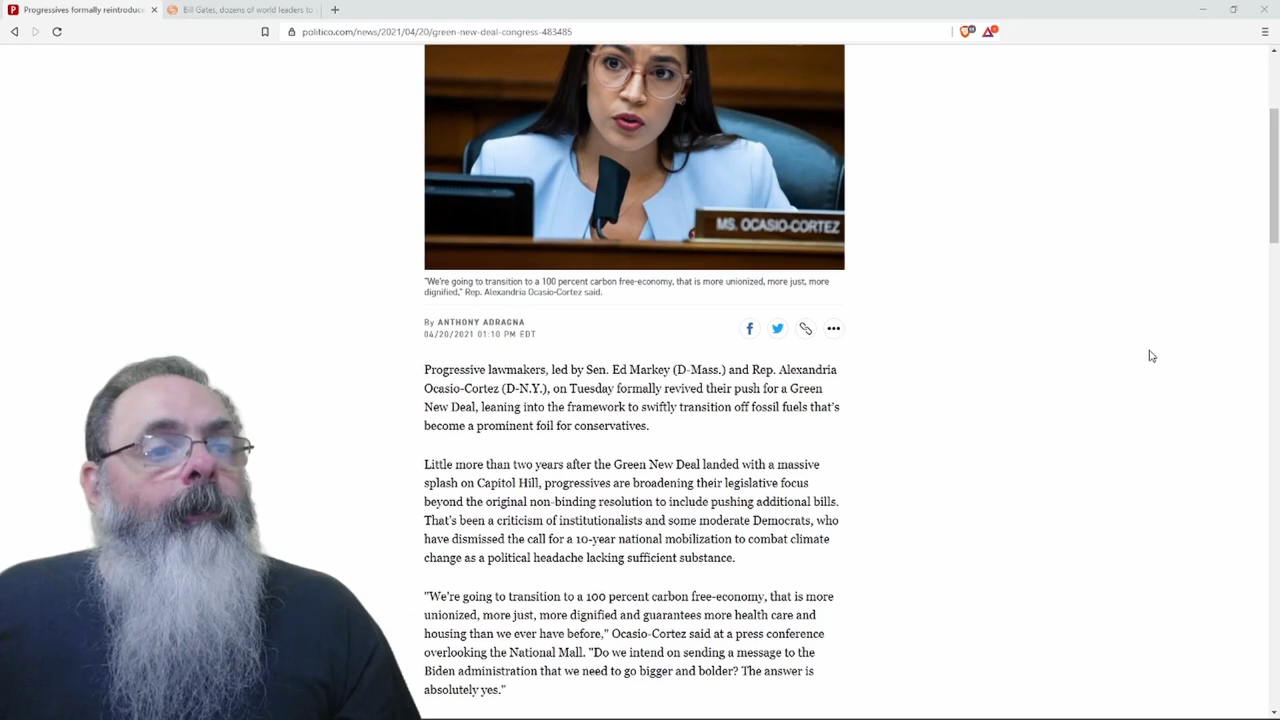 Progressives formally reintroduce
Bill Gates, dozens of world leaders to
politico.com/news/2021/04/20/green-new-deal-congress-483485
MS. OCASIO-CORTEZ
"We're going to transition to a 100 percent carbon free-economy, that is more unionized, more just, more
dignified," Rep. Alexandria Ocasio-Cortez said.
By ANTHONY ADRAGNA
04/20/2021 01:10 PM EDT
Progressive lawmakers, led by Sen. Ed Markey (D-Mass.) and Rep. Alexandria
Ocasio-Cortez (D-N.Y.), on Tuesday formally revived their push for a Green
New Deal, leaning into the framework to swiftly transition off fossil fuels that's
become a prominent foil for conservatives.
Little more than two years after the Green New Deal landed with a massive
splash on Capitol Hill, progressives are broadening their legislative focus
beyond the original non-binding resolution to include pushing additional bills.
That's been a criticism of institutionalists and some moderate Democrats, who
have dismissed the call for a 10-year national mobilization to combat climate
change as a political headache lacking sufficient substance.
"We're going to transition to a 100 percent carbon free-economy, that is more
unionized, more just, more dignified and guarantees more health care and
housing than we ever have before," Ocasio-Cortez said at a press conference
overlooking the National Mall. "Do we intend on sending a message to the
Biden administration that we need to go bigger and bolder? The answer is
absolutely yes."